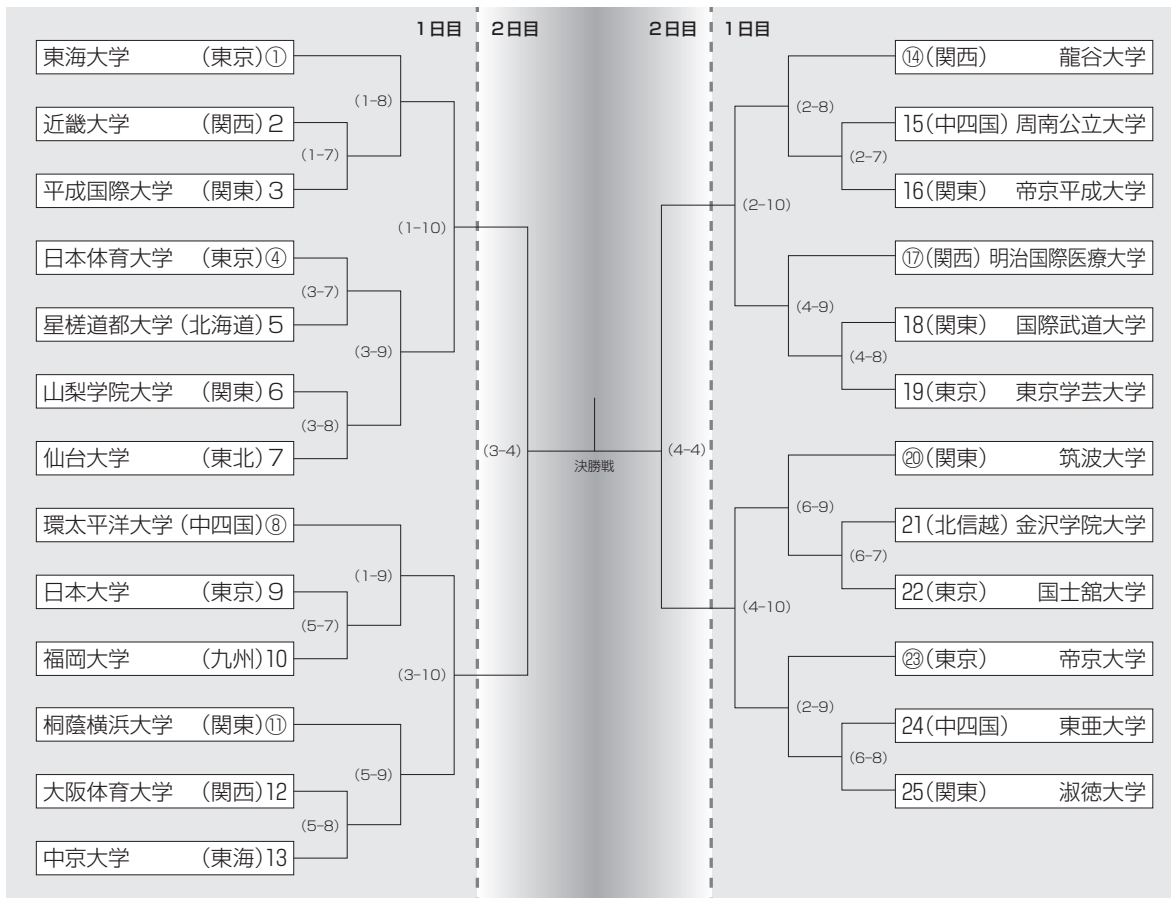 1日目 2日目 2日目 1日目
東海大学 (東京)①
近畿大学 (関西) 2
平成国際大学 (関東) 3
日本体育大学 (東京)④
星槎道都大学 (北海道) 5
山梨学院大学 (関東) 6
仙台大学 (東北) 7
環太平洋大学 (中四国)⑧
日本大学 (東京) 9
福岡大学 (九州)10
桐蔭横浜大学 (関東)⑪
大阪体育大学 (関西)12
中京大学 (東海)13
(1-8)
(1-7)
(1-10)
(3-7)
(3-9)
(3-8)
(3-4)
(1-9)
(5-7)
(3-10)
(5-9)
(5-8)
決勝戦
(4-4)
(2-8)
(2-7)
(2-10)
(4-9)
(4-8)
(6-9)
(6-7)
(4-10)
(2-9)
(6-8)
⑭(関西) 龍谷大学
15(中四国) 周南公立大学
16(関東) 帝京平成大学
⑰(関西) 明治国際医療大学
18(関東) 国際武道大学
19(東京) 東京学芸大学
⑳(関東) 筑波大学
21(北信越) 金沢学院大学
22(東京) 国士舘大学
㉓(東京) 帝京大学
24(中四国) 東亜大学
25(関東) 淑徳大学